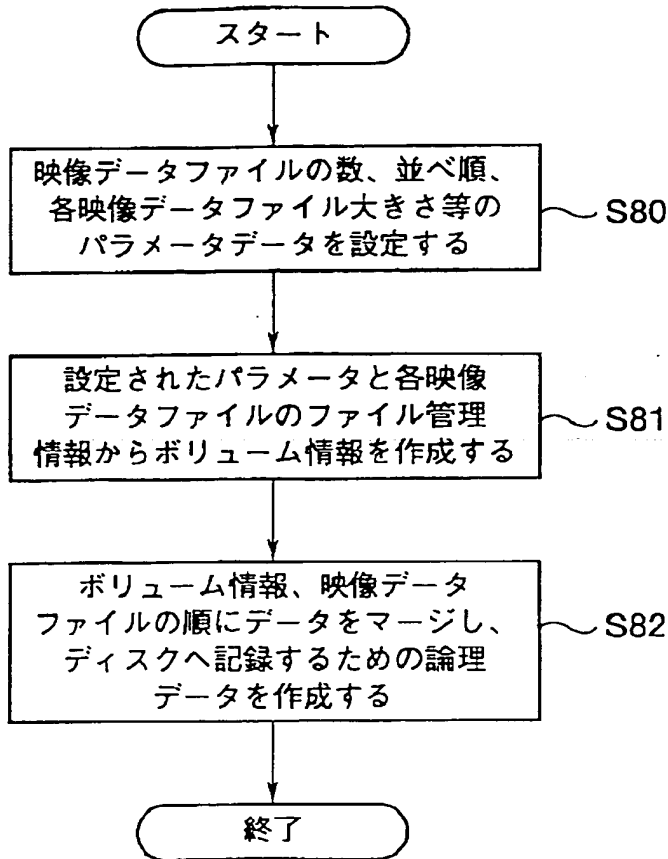 スタート
映像データファイルの数、並べ順、
各映像データファイル大きさ等の
パラメータデータを設定する
S80
設定されたパラメータと各映像
データファイルのファイル管理
情報からボリューム情報を作成する
S81
ボリューム情報、映像データ
ファイルの順にデータをマージし、
ディスクへ記録するための論理
データを作成する
S82
終了